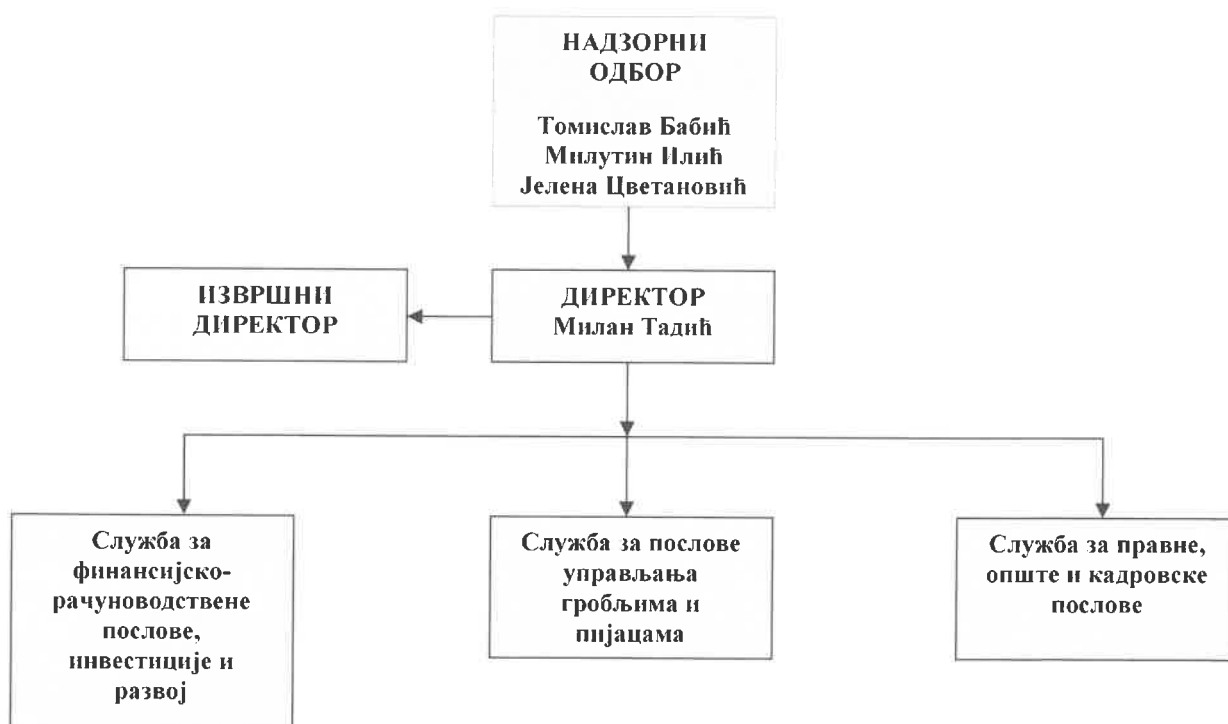 НАДЗОРНИ
ОДБОР
Томислав Бабић
Милутин Илић
Јелена Цветановић
ИЗВРШНИ
ДИРЕКТОР
ДИРЕКТОР
Милан Тадић
Служба за
финансијско-
рачуноводствене
послове,
инвестиције и
развој
Служба за послове
управљања
гробљима и
пијацама
Служба за правне,
опште и кадровске
послове